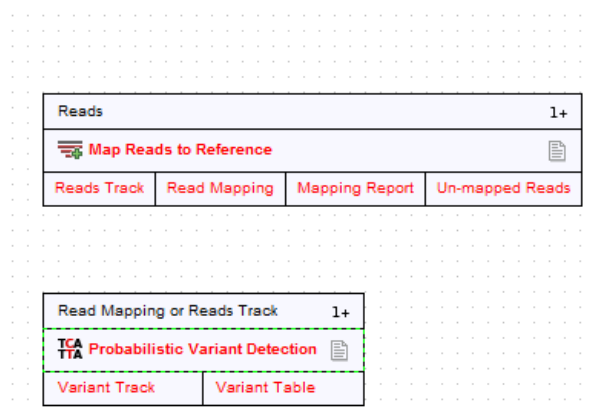 Reads 1+
Map Reads to Reference
Reads Track Read Mapping Mapping Report Un-mapped Reads
Read Mapping or Reads Track 1+
TCA
TTA Probabilistic Variant Detection
Variant Track Variant Table